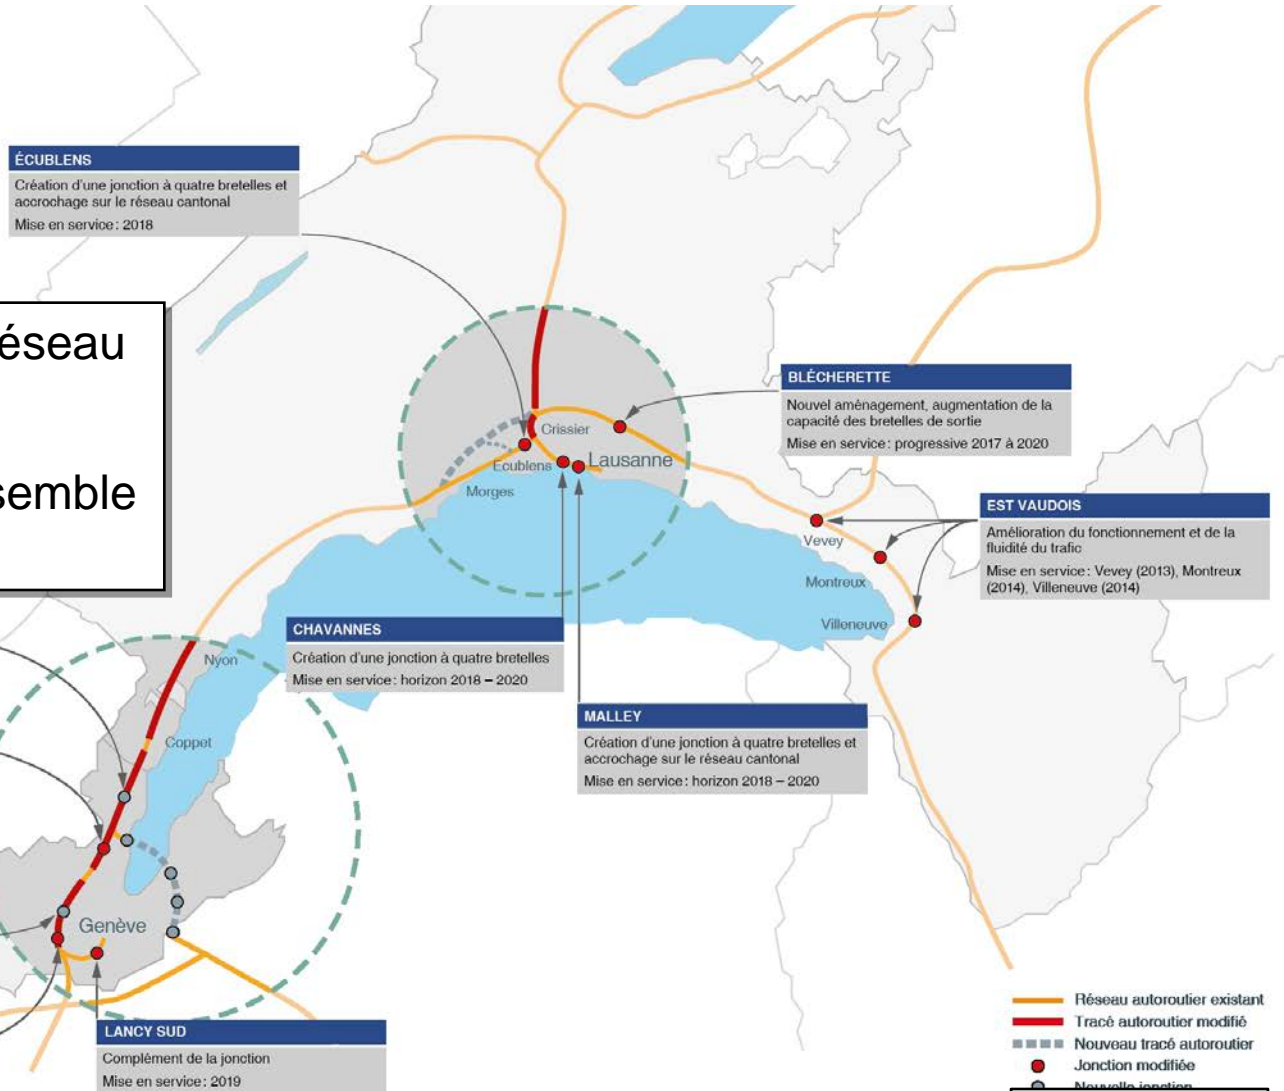 ÉCUBLENS
Création d'une jonction à quatre bretelles et
accrochage sur le réseau cantonal
Mise en service : 2018
éseau
semble
BLÉCHERETTE
Nouvel aménagement, augmentation de la
capacité des bretelles de sortie
Mise en service : progressive 2017 à 2020
Crissier
Ecublens
Lausanne
Morges
EST VAUDOIS
Amélioration du fonctionnement et de la
fluidité du trafic
Mise en service : Vevey (2013), Montreux
(2014), Villeneuve (2014)
Vevey
Montreux
Villeneuve
CHAVANNES
Création d'une jonction à quatre bretelles
Mise en service : horizon 2018 – 2020
Nyon
MALLEY
Création d'une jonction à quatre bretelles et
accrochage sur le réseau cantonal
Mise en service : horizon 2018 – 2020
Coppet
Genève
LANCY SUD
Complément de la jonction
Mise en service : 2019
Réseau autoroutier existant
Tracé autoroutier modifié
Nouveau tracé autoroutier
Jonction modifiée
Nouvelle jonction